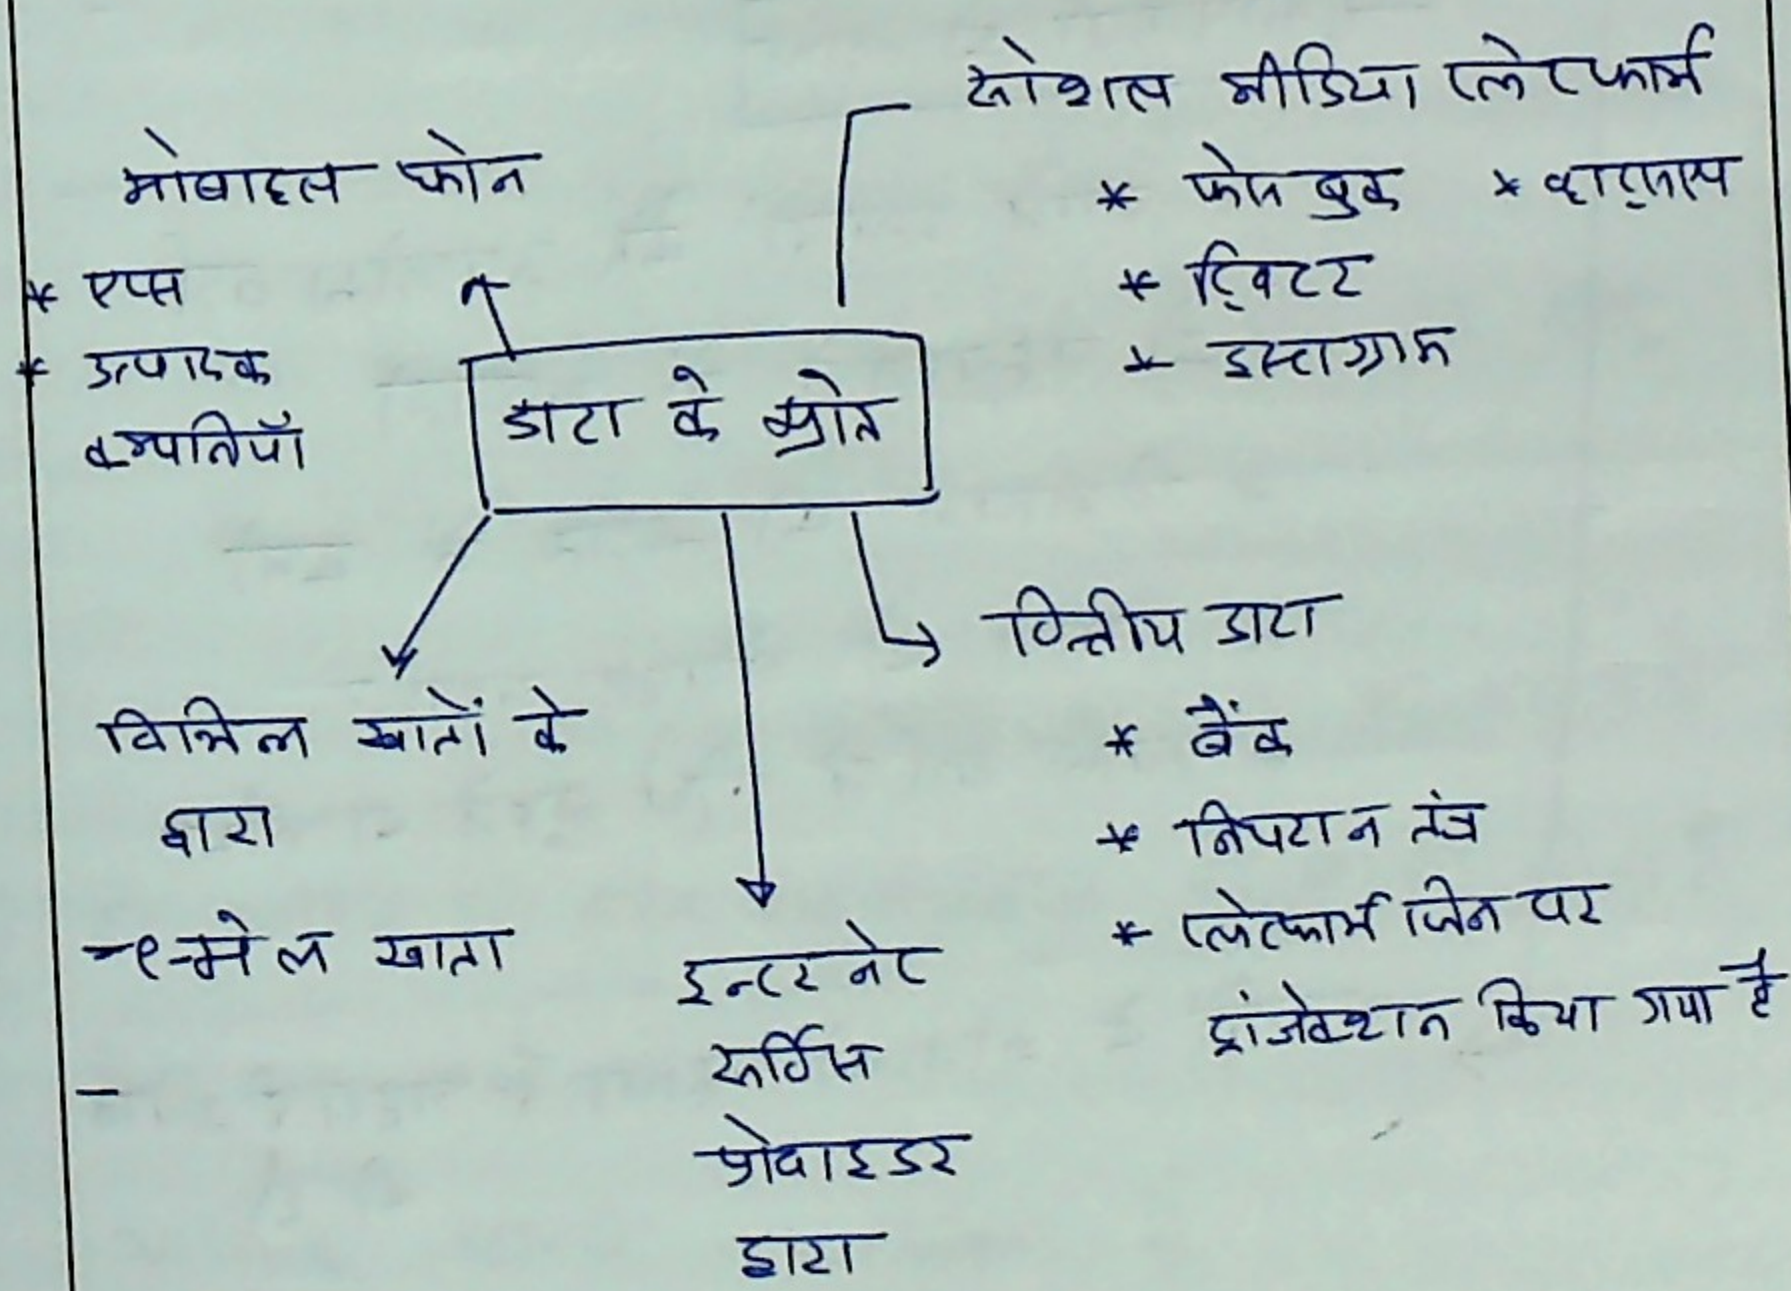 सोशल मीडिया प्लेटफार्म
* फेसबुक * व्हाट्सएप
* ट्विटर
* इंस्टाग्राम
मोबाइल फोन
* एप्स
* उत्पादक
कम्पनियाँ
डाटा के स्रोत
वित्तीय डाटा
* बैंक
* निपटान तंत्र
* प्लेटफार्म जिन पर
ट्रांजेक्शन किया गया है
विभिन्न खातों के
द्वारा
- ई-मेल खाता
-
इन्टरनेट
सर्विस
प्रोवाइडर
द्वारा